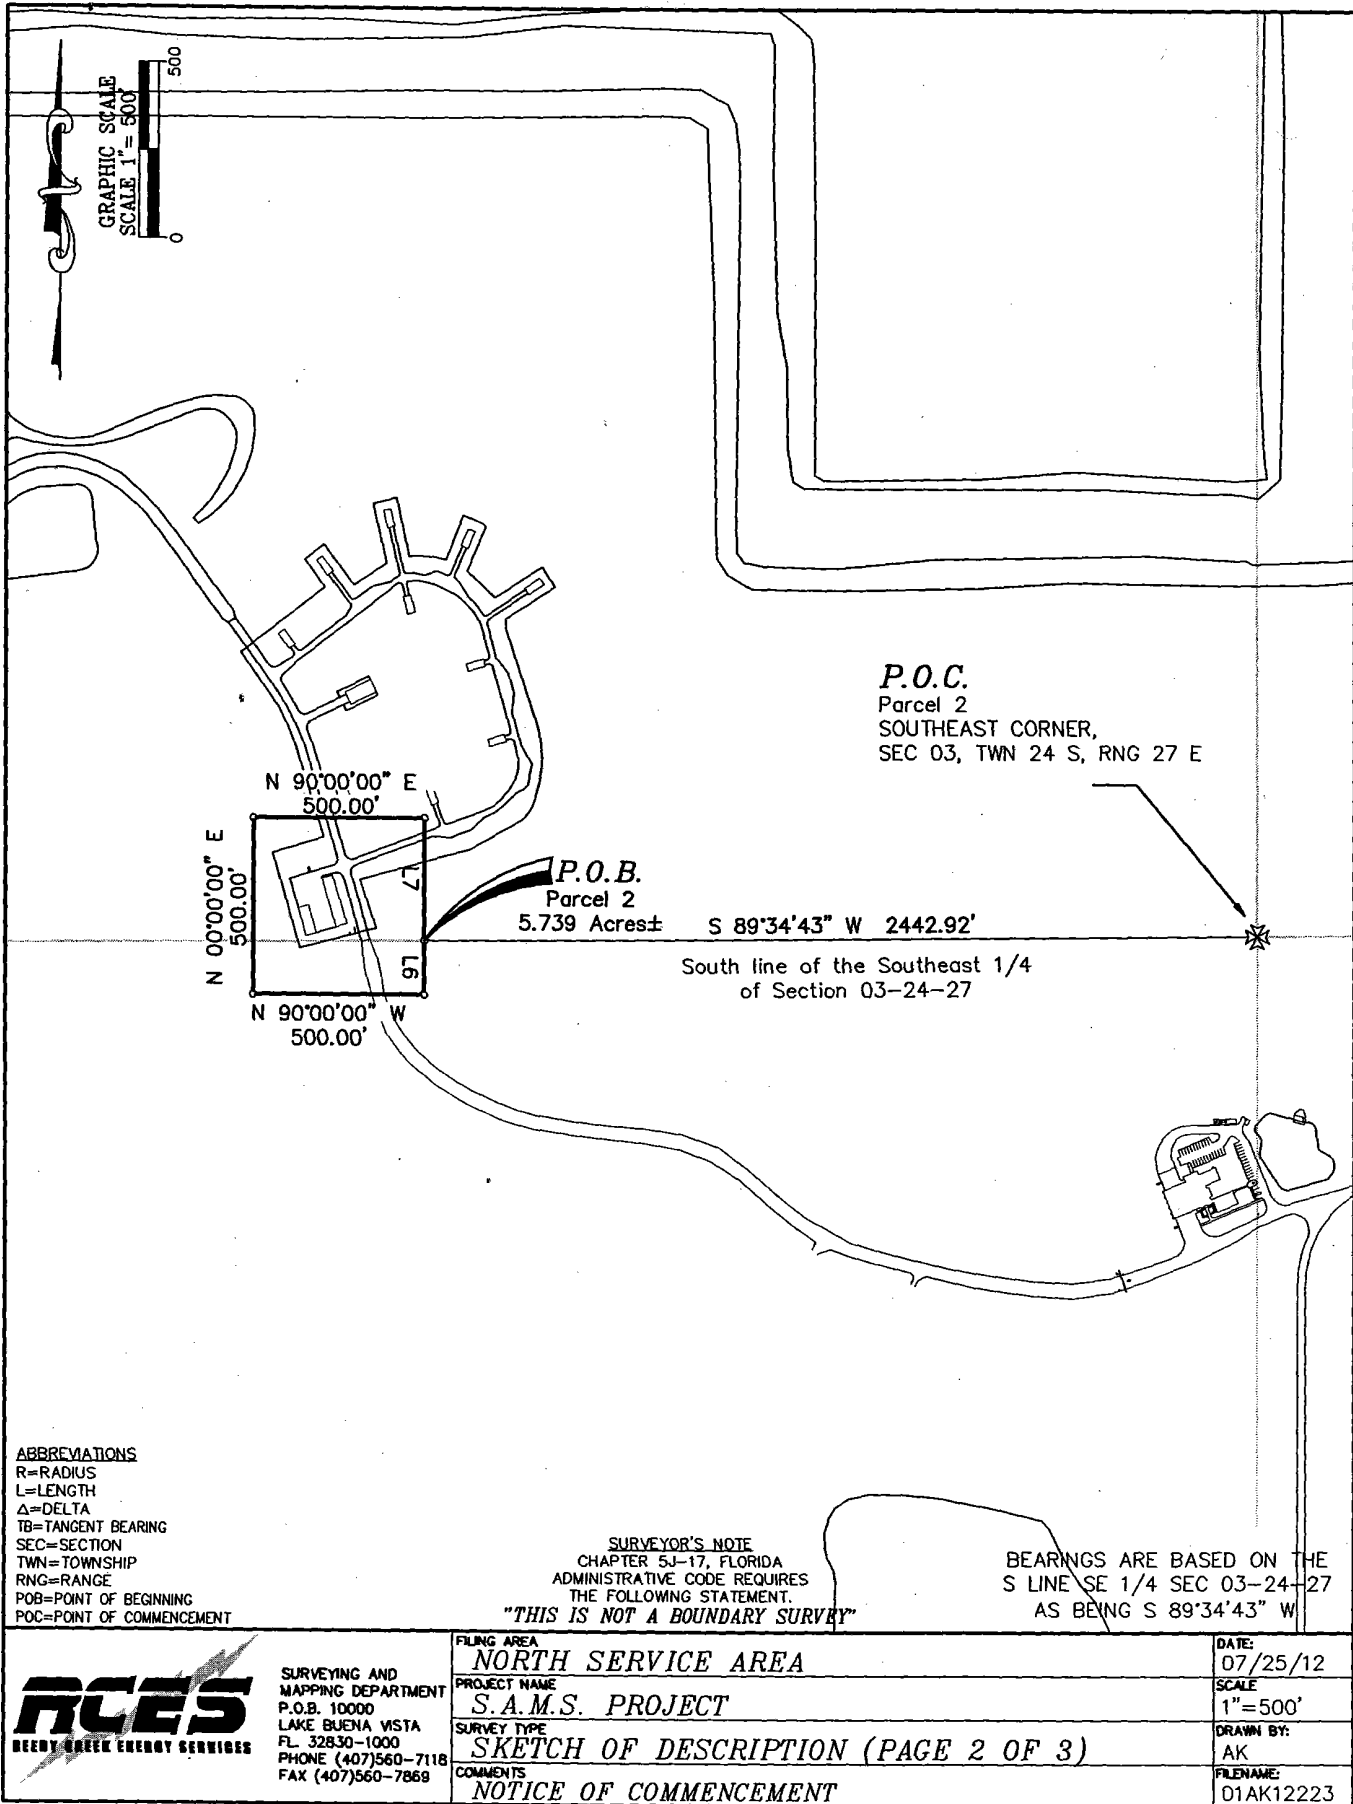 GRAPHIC SCALE
SCALE 1"= 500'
0
500
P.O.C.
Parcel 2
SOUTHEAST CORNER,
SEC 03, TWN 24 S, RNG 27 E
N 90°00'00" E
500.00'
N 00°00'00" E
500.00'
L7
L6
P.O.B.
Parcel 2
5.739 Acres±
S 89°34'43" W 2442.92'
South line of the Southeast 1/4
of Section 03-24-27
N 90°00'00" W
500.00'
ABBREVIATIONS
R=RADIUS
L=LENGTH
Δ=DELTA
TB=TANGENT BEARING
SEC=SECTION
TWN=TOWNSHIP
RNG=RANGE
POB=POINT OF BEGINNING
POC=POINT OF COMMENCEMENT
SURVEYOR'S NOTE
CHAPTER 5J-17, FLORIDA
ADMINISTRATIVE CODE REQUIRES
THE FOLLOWING STATEMENT.
"THIS IS NOT A BOUNDARY SURVEY"
BEARINGS ARE BASED ON THE
S LINE SE 1/4 SEC 03-24-27
AS BEING S 89°34'43" W
RCES
REEDY CREEK ENERGY SERVICES
SURVEYING AND
MAPPING DEPARTMENT
P.O.B. 10000
LAKE BUENA VISTA
FL. 32830-1000
PHONE (407)560-7118
FAX (407)560-7869
FILING AREA
NORTH SERVICE AREA
PROJECT NAME
S.A.M.S. PROJECT
SURVEY TYPE
SKETCH OF DESCRIPTION (PAGE 2 OF 3)
COMMENTS
NOTICE OF COMMENCEMENT
DATE:
07/25/12
SCALE
1"=500'
DRAWN BY:
AK
FILENAME:
01AK12223